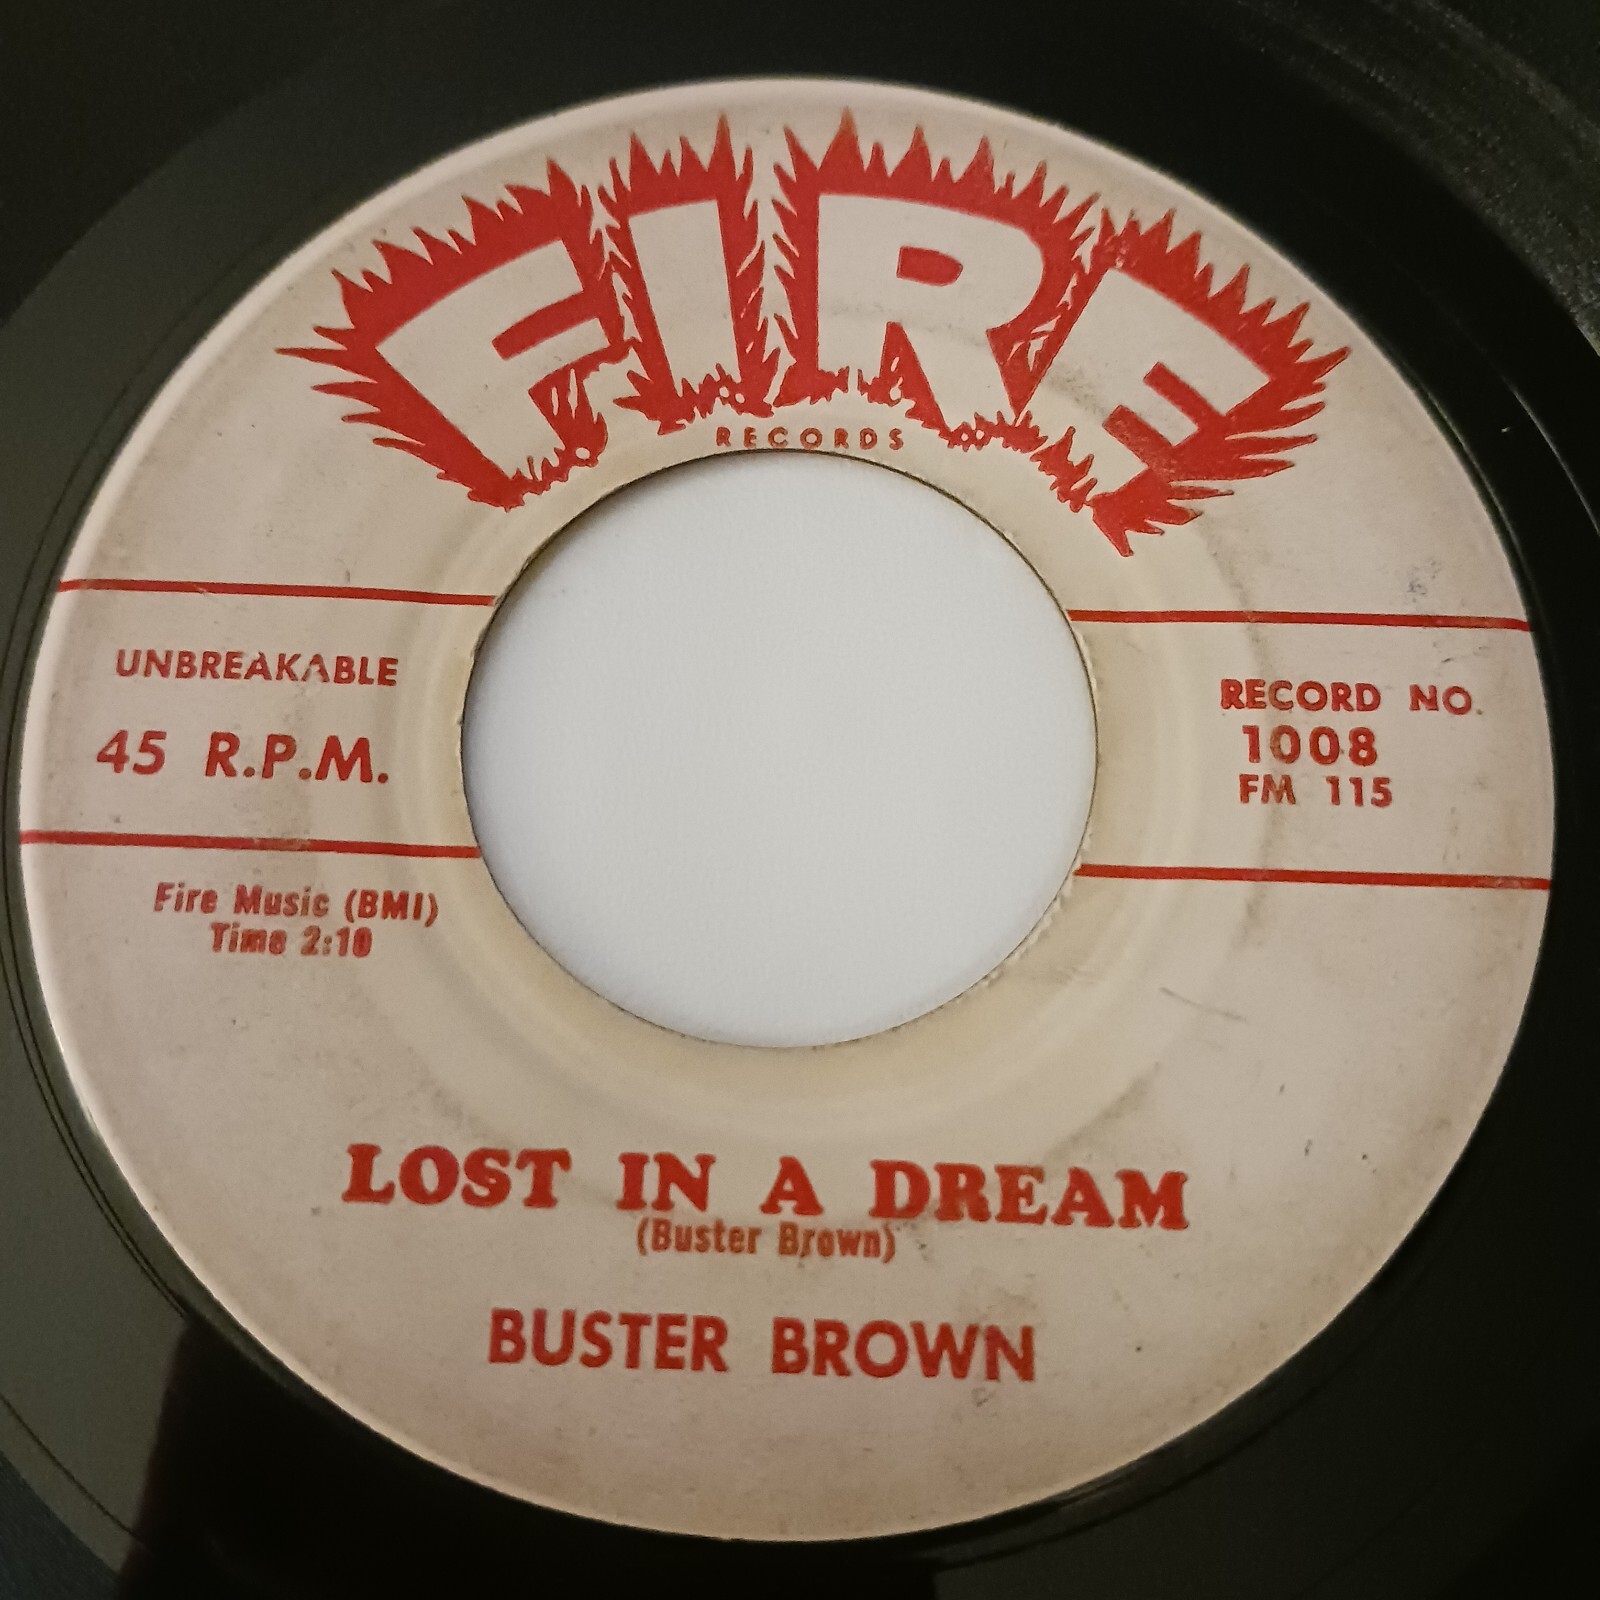 FIRE
RECORDS
UNBREAKABLE
45 R.P.M.
RECORD NO.
1008
FM 115
Fire Music (BMI)
Time 2:10
LOST IN A DREAM
(Buster Brown)
BUSTER BROWN